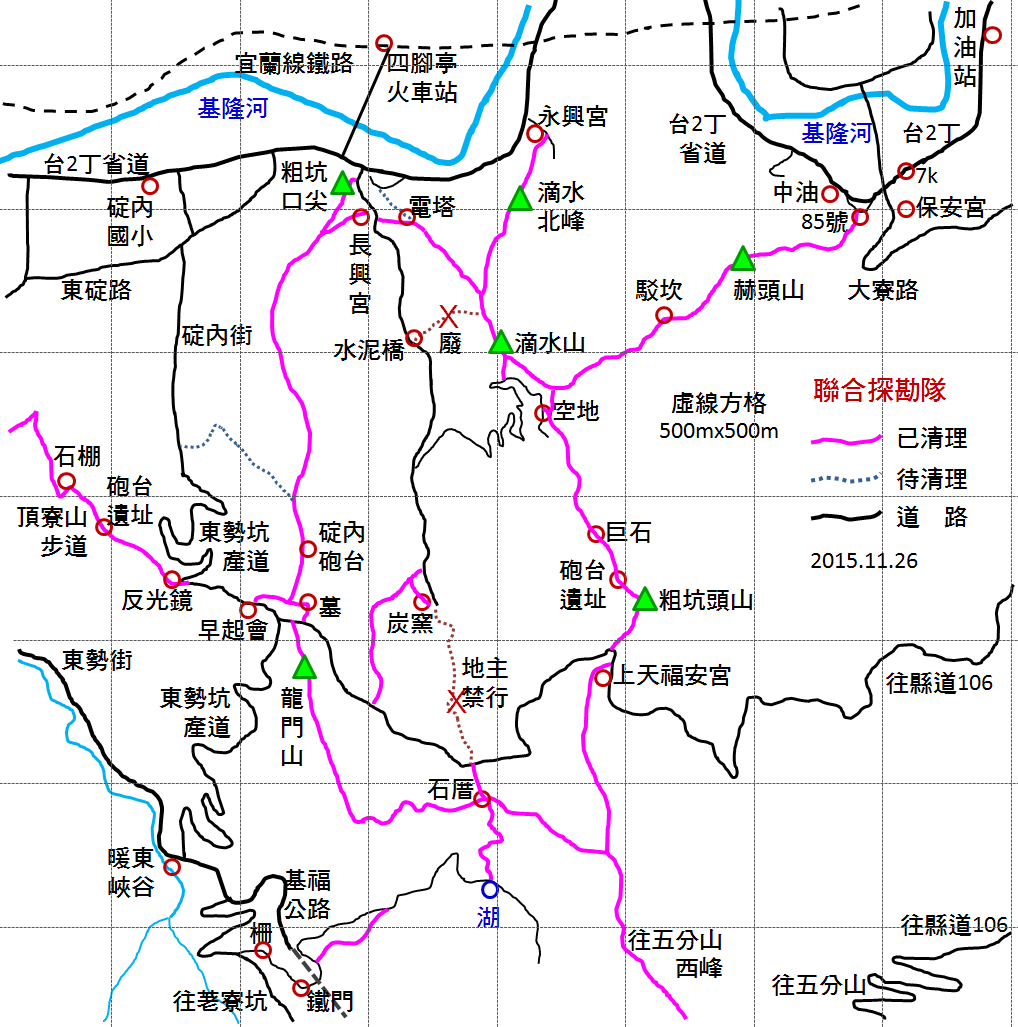 加
油
站
宜蘭線鐵路
四腳亭
火車站
基隆河
永興宮
台2丁
省道
基隆河
台2丁
台2丁省道
粗坑
口尖
7k
碇內
國小
電塔
滴水
北峰
中油
85號
保安宮
長
興
宮
東碇路
駁坎
赫頭山
大寮路
碇內街
水泥橋
廢
滴水山
聯合探勘隊
虛線方格
500mx500m
空地
已清理
石棚
待清理
砲台
遺址
頂寮山
步道
道 路
東勢坑
產道
碇內
砲台
巨石
2015.11.26
砲台
遺址
反光鏡
墓
炭窯
粗坑頭山
早起會
東勢街
地主
禁行
上天福安宮
往縣道106
東勢坑
產道
龍
門
山
石厝
暖東
峽谷
基福
公路
湖
柵
往五分山
西峰
往縣道106
往五分山
往荖寮坑
鐵門